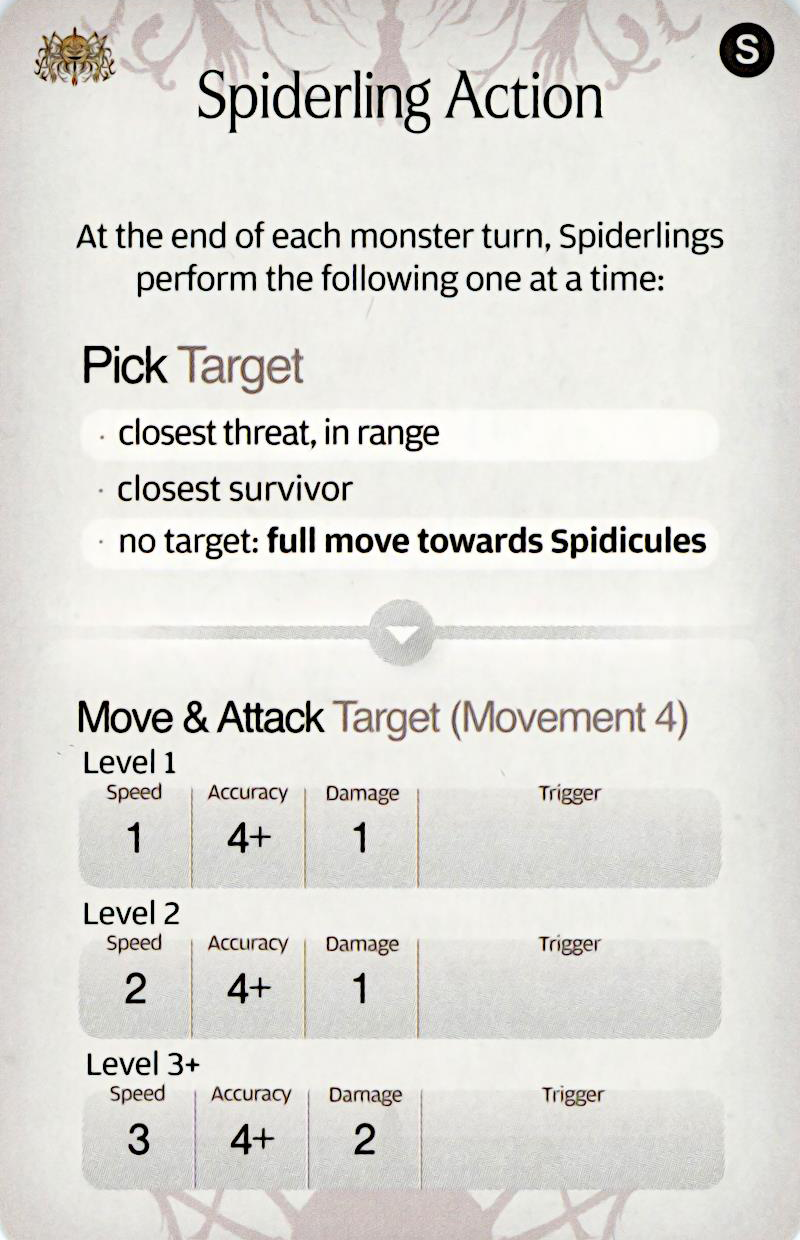 S
Spiderling Action
At the end of each monster turn, Spiderlings
perform the following one at a time:
Pick Target
· closest threat, in range
· closest survivor
· no target: full move towards Spidicules
Move & Attack Target (Movement 4)
Level 1
Speed Accuracy Damage Trigger
1 4+ 1
Level 2
Speed Accuracy Damage Trigger
2 4+ 1
Level 3+
Speed Accuracy Damage Trigger
3 4+ 2